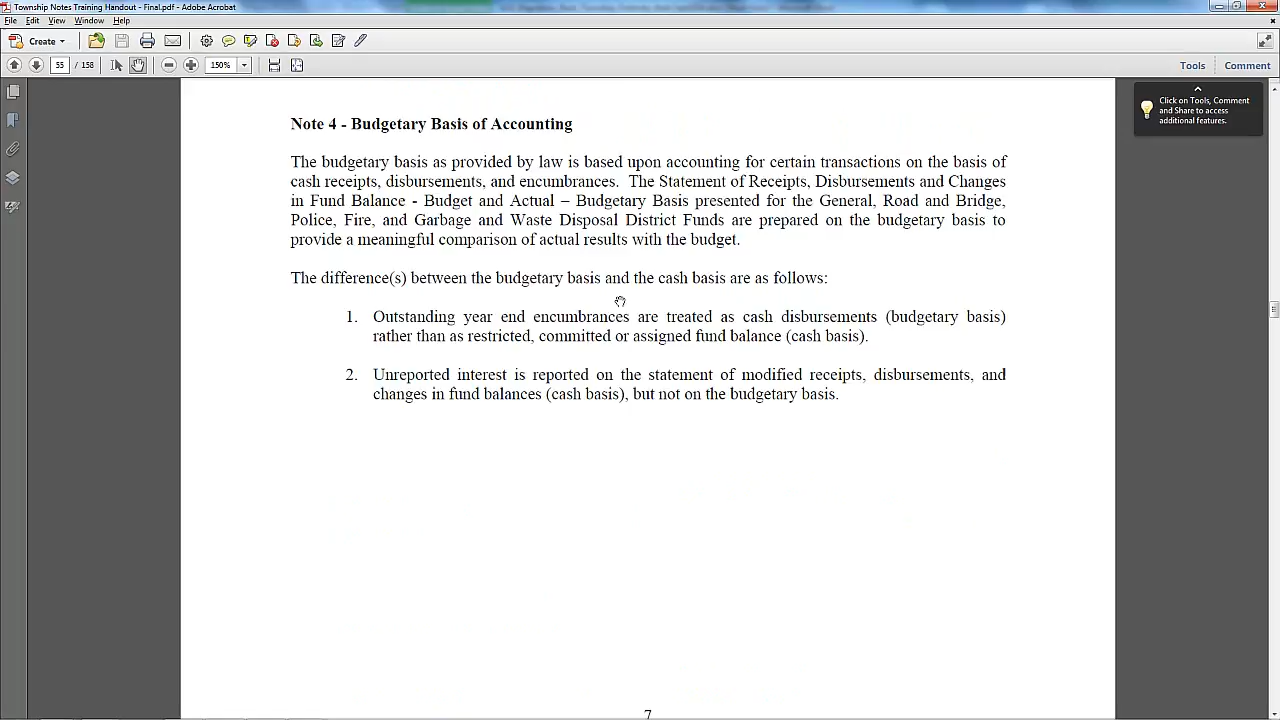 Township Notes Training Handout - Final.pdf - Adobe Acrobat
File Edit View Window Help
Create
55 / 158 150% Tools Comment
Click on Tools, Comment
and Share to access
additional features.
Note 4 - Budgetary Basis of Accounting
The budgetary basis as provided by law is based upon accounting for certain transactions on the basis of
cash receipts, disbursements, and encumbrances. The Statement of Receipts, Disbursements and Changes
in Fund Balance - Budget and Actual – Budgetary Basis presented for the General, Road and Bridge,
Police, Fire, and Garbage and Waste Disposal District Funds are prepared on the budgetary basis to
provide a meaningful comparison of actual results with the budget.
The difference(s) between the budgetary basis and the cash basis are as follows:
1. Outstanding year end encumbrances are treated as cash disbursements (budgetary basis)
rather than as restricted, committed or assigned fund balance (cash basis).
2. Unreported interest is reported on the statement of modified receipts, disbursements, and
changes in fund balances (cash basis), but not on the budgetary basis.
7